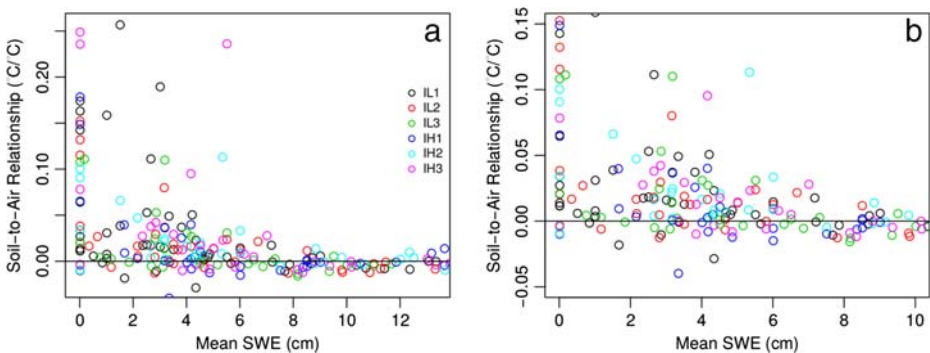 a
b
Soil-to-Air Relationship (°C/°C)
0.20
0.10
0.00
IL1
IL2
IL3
IH1
IH2
IH3
0 2 4 6 8 10 12
Mean SWE (cm)
Soil-to-Air Relationship (°C/°C)
0.15
0.10
0.05
0.00
−0.05
0 2 4 6 8 10
Mean SWE (cm)